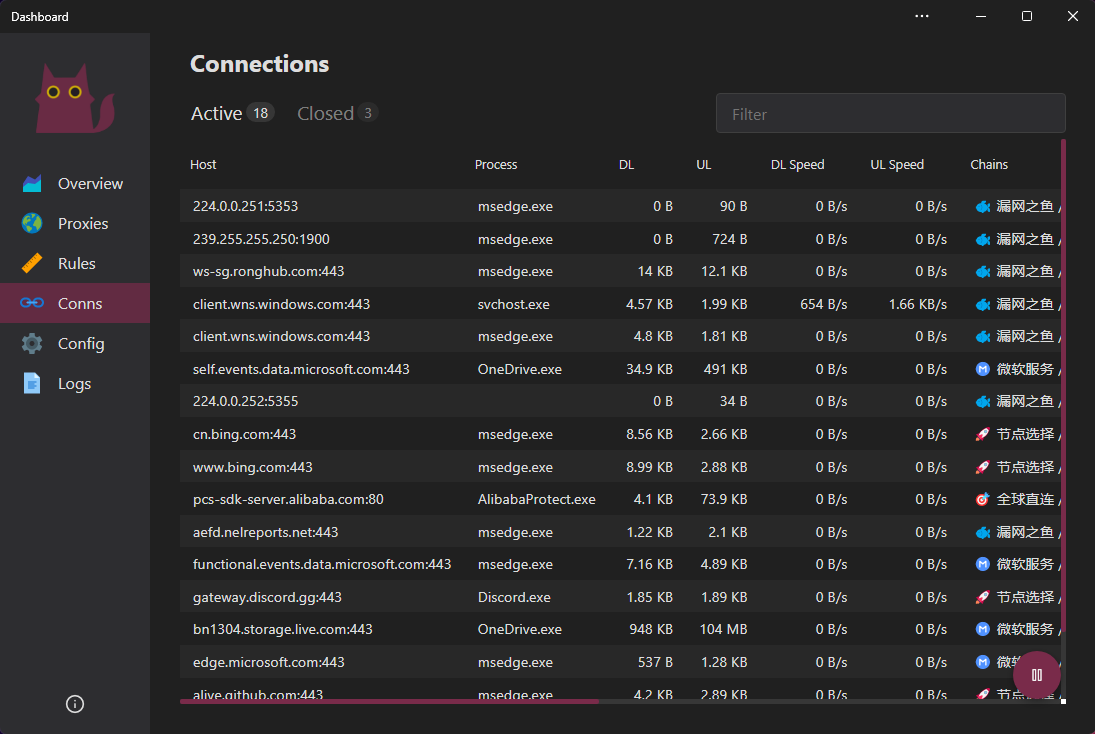 Dashboard
Connections
Active 18 Closed 3 Filter
Overview
Proxies
Rules
Conns
Config
Logs
Host Process DL UL DL Speed UL Speed Chains
224.0.0.251:5353 msedge.exe 0 B 90 B 0 B/s 0 B/s 漏网之鱼 /
239.255.255.250:1900 msedge.exe 0 B 724 B 0 B/s 0 B/s 漏网之鱼 /
ws-sg.ronghub.com:443 msedge.exe 14 KB 12.1 KB 0 B/s 0 B/s 漏网之鱼 /
client.wns.windows.com:443 svchost.exe 4.57 KB 1.99 KB 654 B/s 1.66 KB/s 漏网之鱼 /
client.wns.windows.com:443 msedge.exe 4.8 KB 1.81 KB 0 B/s 0 B/s 漏网之鱼 /
self.events.data.microsoft.com:443 OneDrive.exe 34.9 KB 491 KB 0 B/s 0 B/s 微软服务 /
224.0.0.252:5355 0 B 34 B 0 B/s 0 B/s 漏网之鱼 /
cn.bing.com:443 msedge.exe 8.56 KB 2.66 KB 0 B/s 0 B/s 节点选择 /
www.bing.com:443 msedge.exe 8.99 KB 2.88 KB 0 B/s 0 B/s 节点选择 /
pcs-sdk-server.alibaba.com:80 AlibabaProtect.exe 4.1 KB 73.9 KB 0 B/s 0 B/s 全球直连 /
aefd.nelreports.net:443 msedge.exe 1.22 KB 2.1 KB 0 B/s 0 B/s 漏网之鱼 /
functional.events.data.microsoft.com:443 msedge.exe 7.16 KB 4.89 KB 0 B/s 0 B/s 微软服务 /
gateway.discord.gg:443 Discord.exe 1.85 KB 1.89 KB 0 B/s 0 B/s 节点选择 /
bn1304.storage.live.com:443 OneDrive.exe 948 KB 104 MB 0 B/s 0 B/s 微软服务 /
edge.microsoft.com:443 msedge.exe 537 B 1.28 KB 0 B/s 0 B/s 微软
alive.github.com:443 msedge.exe 4.2 KB 2.89 KB 0 B/s 0 B/s 节点